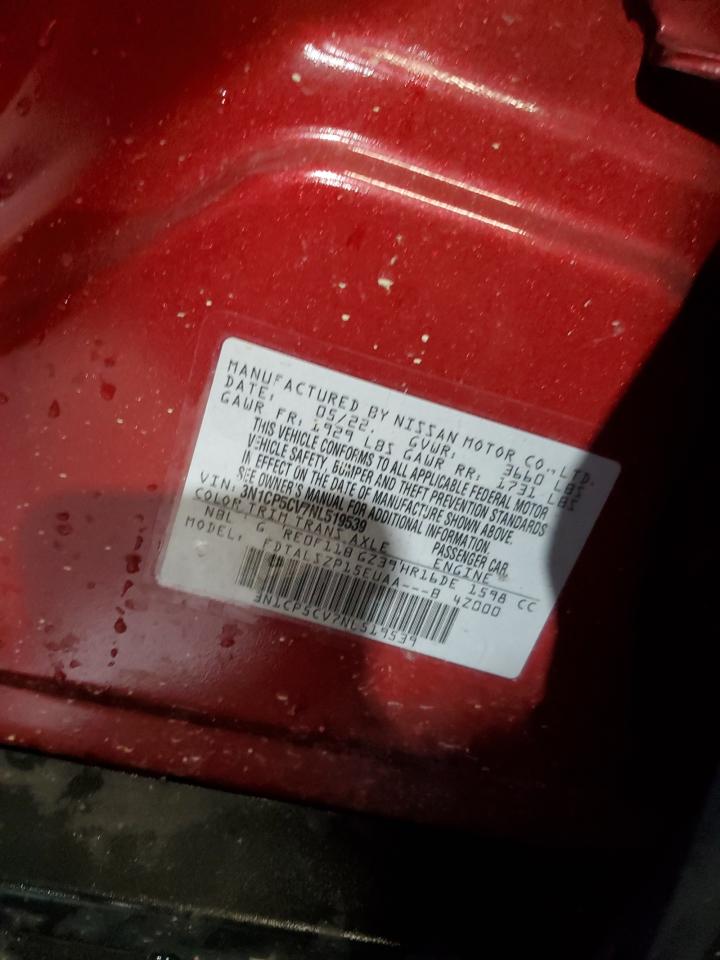 MANUFACTURED BY NISSAN MOTOR CO., LTD.
DATE: 05/22. GVWR: 3660 LBS
GAWR FR: 1929 LBS GAWR RR: 1731 LBS
THIS VEHICLE CONFORMS TO ALL APPLICABLE FEDERAL MOTOR
VEHICLE SAFETY, BUMPER AND THEFT PREVENTION STANDARDS
IN EFFECT ON THE DATE OF MANUFACTURE SHOWN ABOVE.
SEE OWNER'S MANUAL FOR ADDITIONAL INFORMATION.
VIN: 3N1CP5CV7NL519539 PASSENGER CAR.
COLOR TRIM TRANS AXLE ENGINE
NBL G RE0F11B G239 HR16DE 1598 CC
MODEL: FDTALSZP15EUAA---B 42000
3N1CP5CV7NL519539